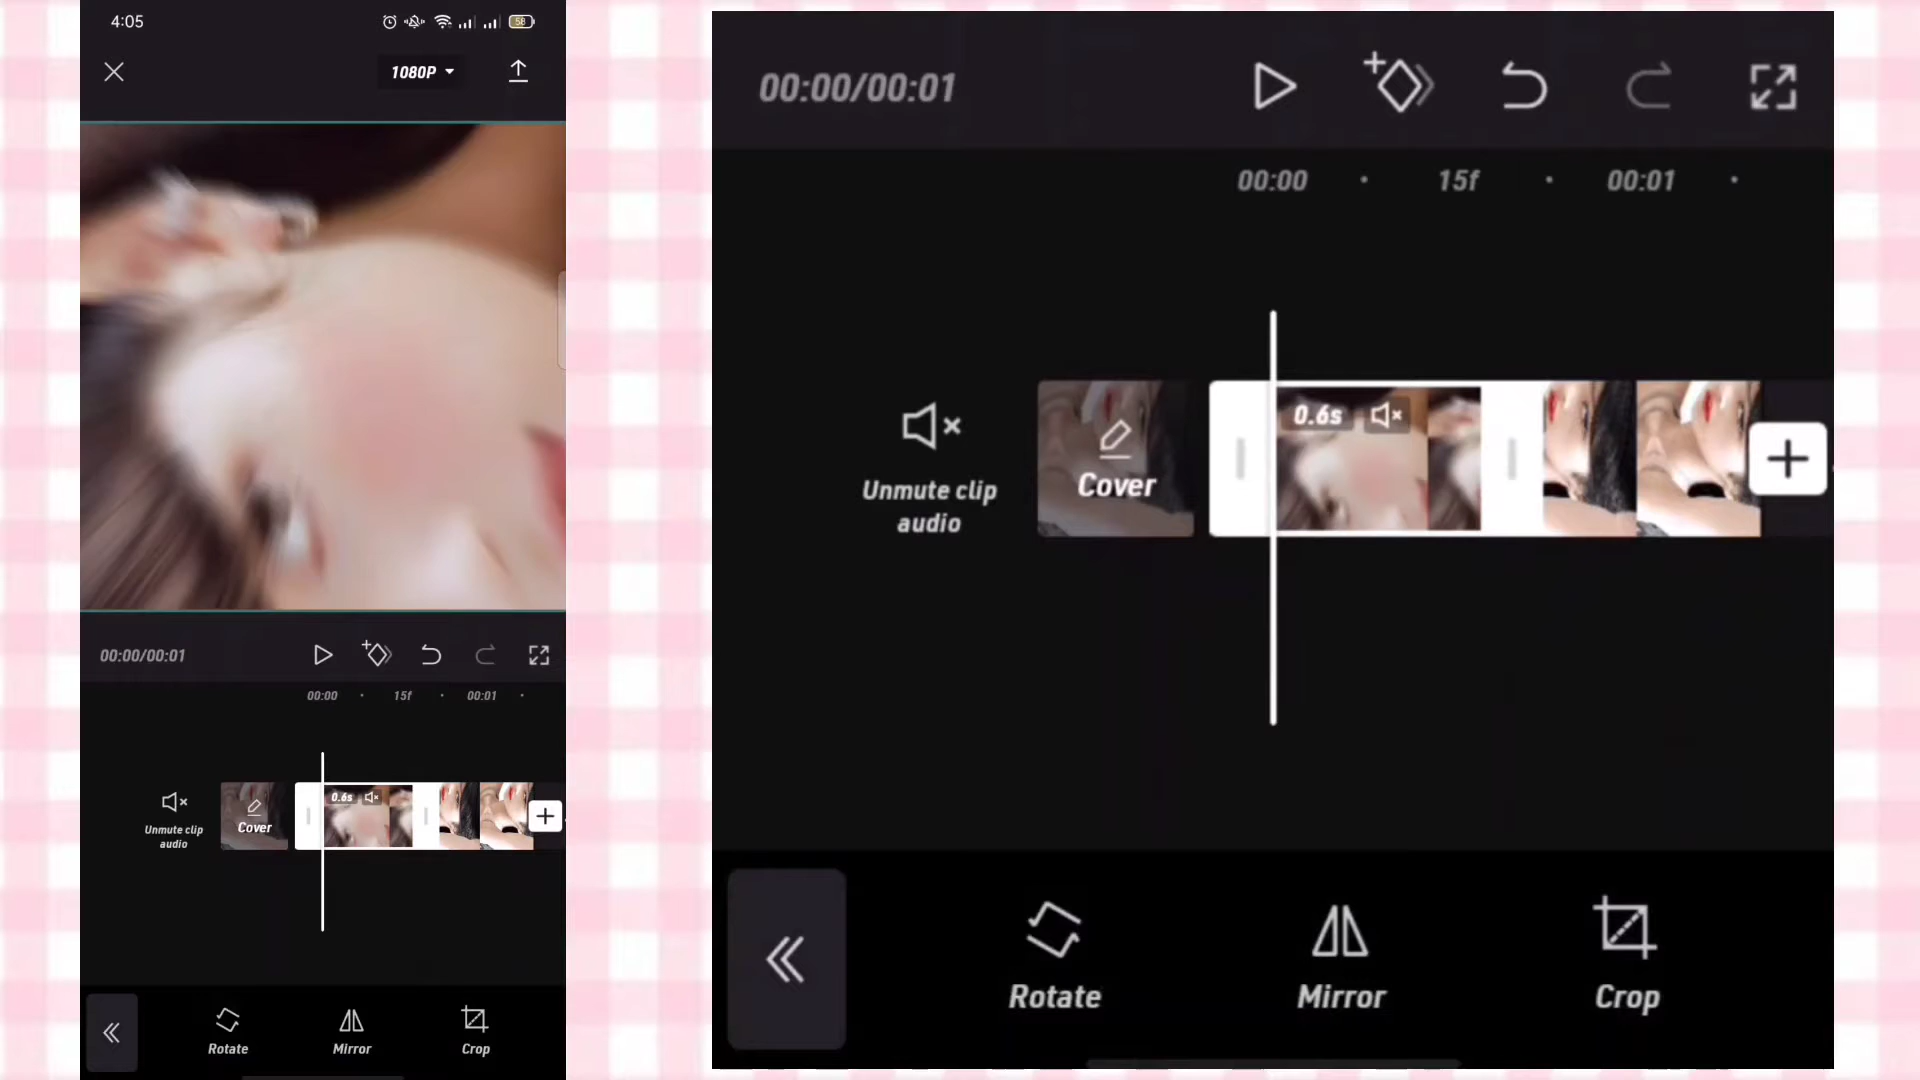 4:05
58
1080P
00:00/00:01
00:00 15f 00:01
0.6s
Unmute clip
audio
Cover
Rotate Mirror Crop
00:00/00:01
00:00 15f 00:01
0.6s
Unmute clip
audio
Cover
Rotate Mirror Crop